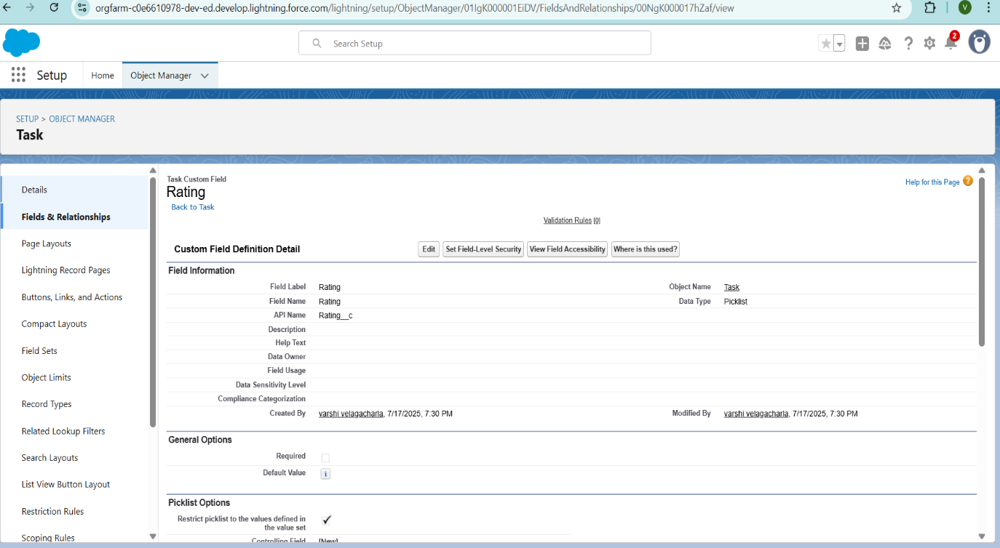 orgfarm-c0e6610978-dev-ed.develop.lightning.force.com/lightning/setup/ObjectManager/01IgK000001EiDV/FieldsAndRelationships/00NgK000017hZaf/view
V
Search Setup
2
Setup
Home
Object Manager
SETUP > OBJECT MANAGER
Task
Details
Fields & Relationships
Page Layouts
Lightning Record Pages
Buttons, Links, and Actions
Compact Layouts
Field Sets
Object Limits
Record Types
Related Lookup Filters
Search Layouts
List View Button Layout
Restriction Rules
Scoping Rules
Task Custom Field
Rating
Back to Task
Help for this Page ?
Validation Rules [0]
Custom Field Definition Detail
Edit Set Field-Level Security View Field Accessibility Where is this used?
Field Information
Field Label Rating Object Name Task
Field Name Rating Data Type Picklist
API Name Rating__c
Description
Help Text
Data Owner
Field Usage
Data Sensitivity Level
Compliance Categorization
Created By varshi velagacharla, 7/17/2025, 7:30 PM Modified By varshi velagacharla, 7/17/2025, 7:30 PM
General Options
Required
Default Value i
Picklist Options
Restrict picklist to the values defined in
the value set
Controlling Field [New]